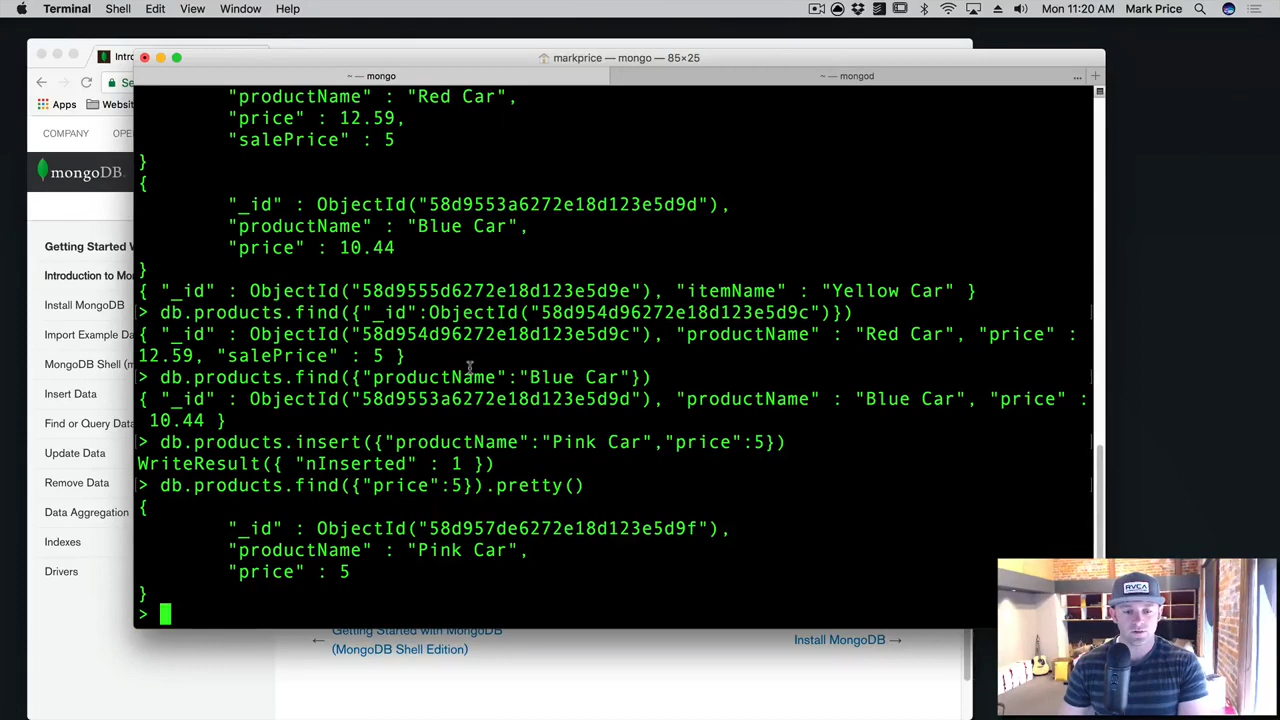 Terminal Shell Edit View Window Help Mon 11:20 AM Mark Price
Intro
markprice — mongo — 85×25
~ — mongo ~ — mongod ... +
Apps Websit
COMPANY OPE
mongoDB.
Getting Started W
Introduction to Mon
Install MongoDB
Import Example Da
MongoDB Shell (m
Insert Data
Find or Query Data
Update Data
Remove Data
Data Aggregation
Indexes
Drivers
"productName" : "Red Car",
"price" : 12.59,
"salePrice" : 5
}
{
"_id" : ObjectId("58d9553a6272e18d123e5d9d"),
"productName" : "Blue Car",
"price" : 10.44
}
{ "_id" : ObjectId("58d9555d6272e18d123e5d9e"), "itemName" : "Yellow Car" }
> db.products.find({"_id":ObjectId("58d954d96272e18d123e5d9c")})
{ "_id" : ObjectId("58d954d96272e18d123e5d9c"), "productName" : "Red Car", "price" :
12.59, "salePrice" : 5 }
> db.products.find({"productName":"Blue Car"})
{ "_id" : ObjectId("58d9553a6272e18d123e5d9d"), "productName" : "Blue Car", "price" :
10.44 }
> db.products.insert({"productName":"Pink Car","price":5})
WriteResult({ "nInserted" : 1 })
> db.products.find({"price":5}).pretty()
{
"_id" : ObjectId("58d957de6272e18d123e5d9f"),
"productName" : "Pink Car",
"price" : 5
}
>
← Getting Started with MongoDB
(MongoDB Shell Edition)
Install MongoDB →
RVCA